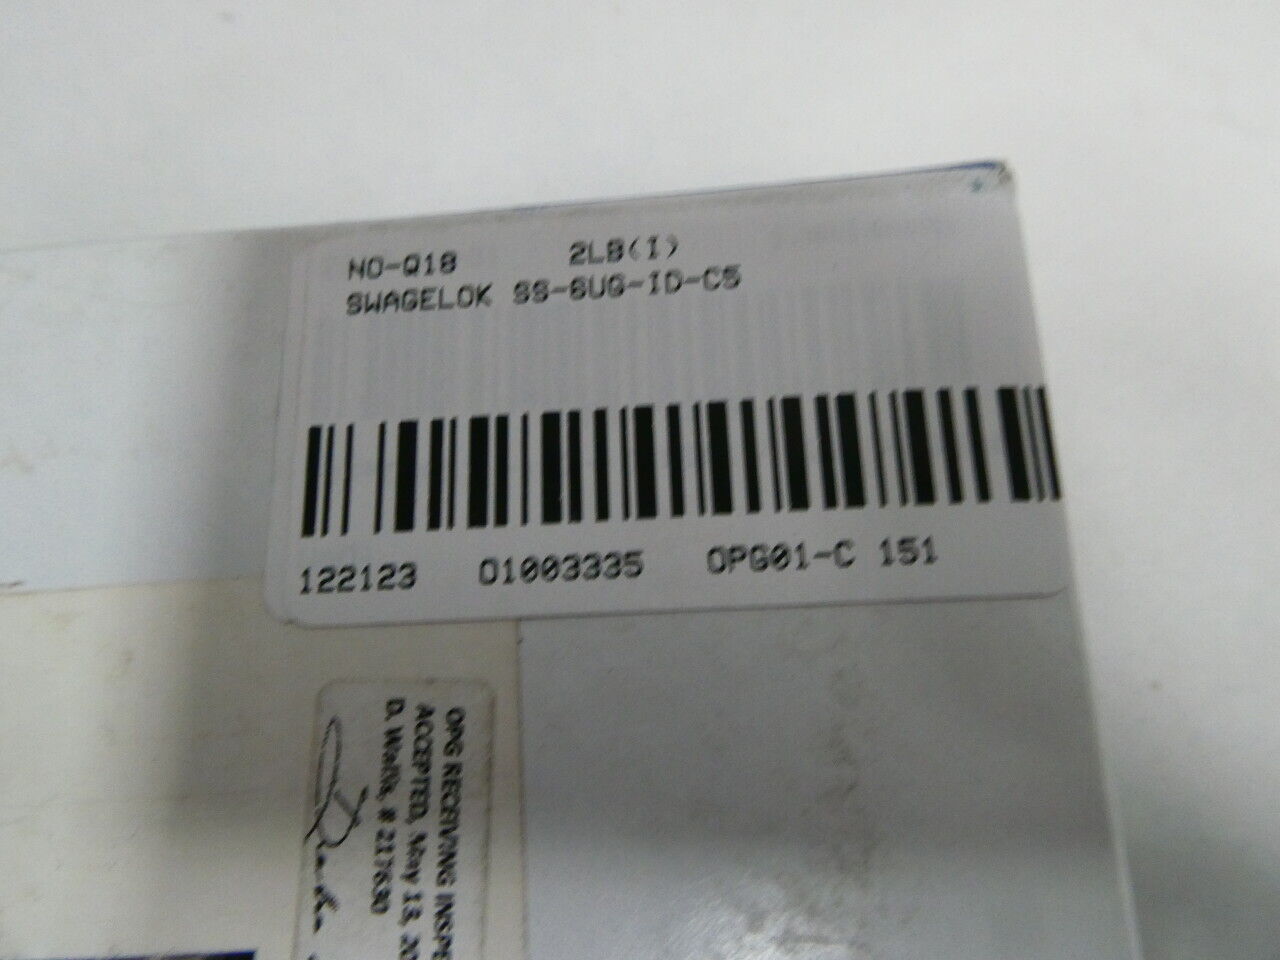 NO-Q18 2LB(I)
SWAGELOK SS-6UG-ID-C5
122123 01003335 OPG01-C 151
OPG RECEIVING INSPE
ACCEPTED, May 13, 20
D. Wallis, # 217630